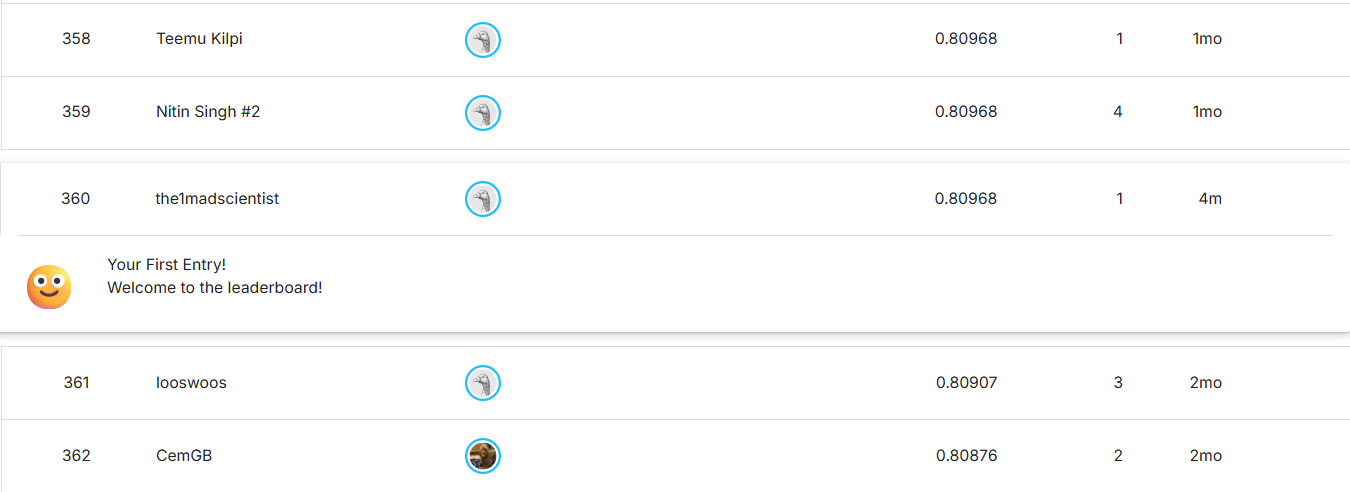 358 Teemu Kilpi 0.80968 1 1mo
359 Nitin Singh #2 0.80968 4 1mo
360 the1madscientist 0.80968 1 4m
Your First Entry!
Welcome to the leaderboard!
361 looswoos 0.80907 3 2mo
362 CemGB 0.80876 2 2mo